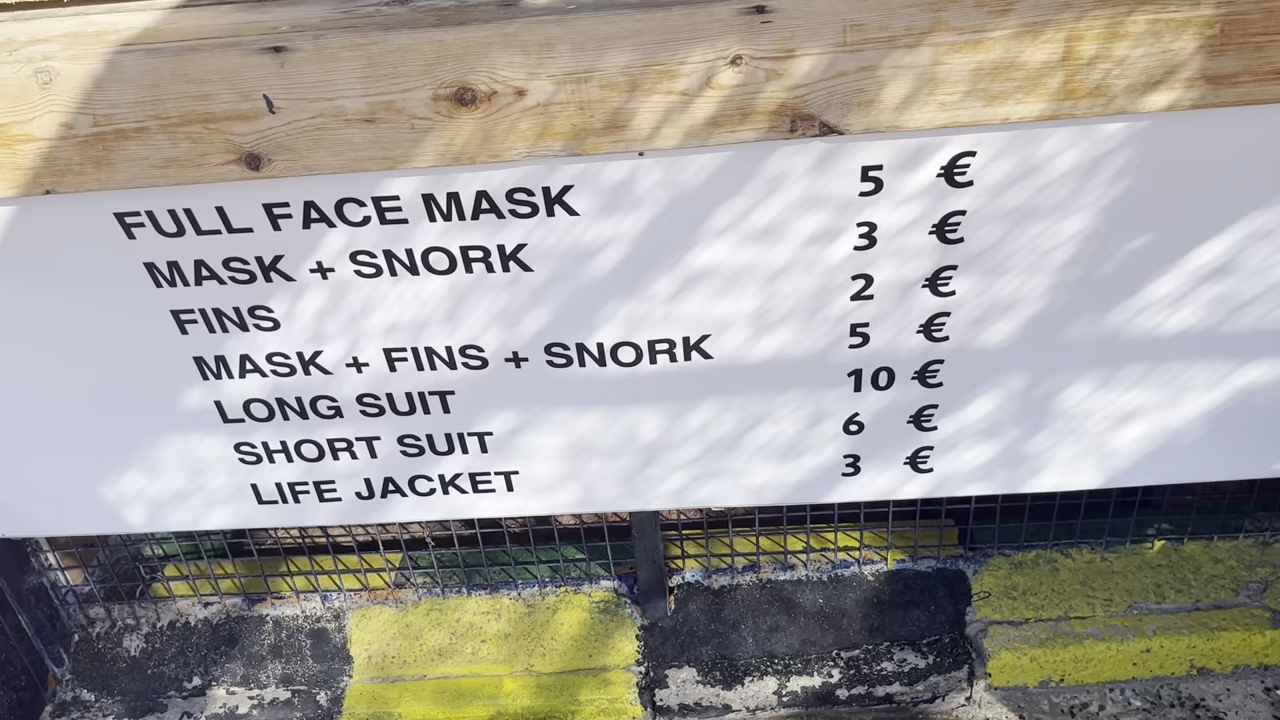 FULL FACE MASK 5 €
MASK + SNORK 3 €
FINS 2 €
MASK + FINS + SNORK 5 €
LONG SUIT 10 €
SHORT SUIT 6 €
LIFE JACKET 3 €